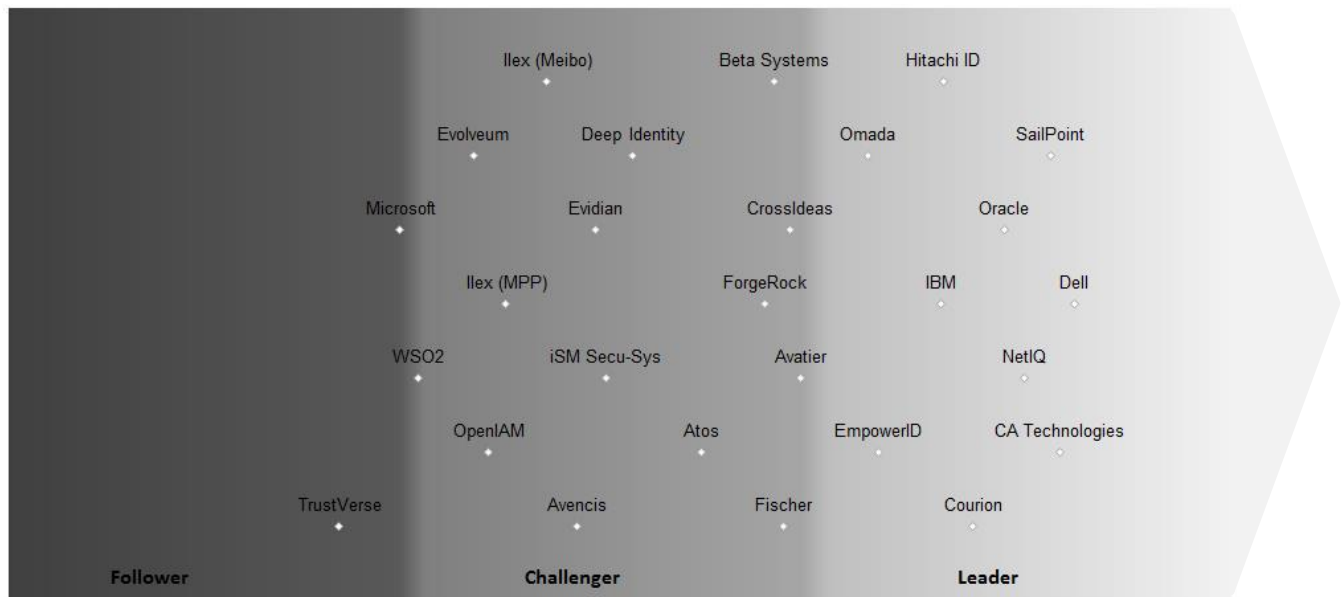 Ilex (Meibo) Beta Systems Hitachi ID
Evolveum Deep Identity Omada SailPoint
Microsoft Evidian CrossIdeas Oracle
Ilex (MPP) ForgeRock IBM Dell
WSO2 iSM Secu-Sys Avatier NetIQ
OpenIAM Atos EmpowerID CA Technologies
TrustVerse Avencis Fischer Courion
Follower Challenger Leader